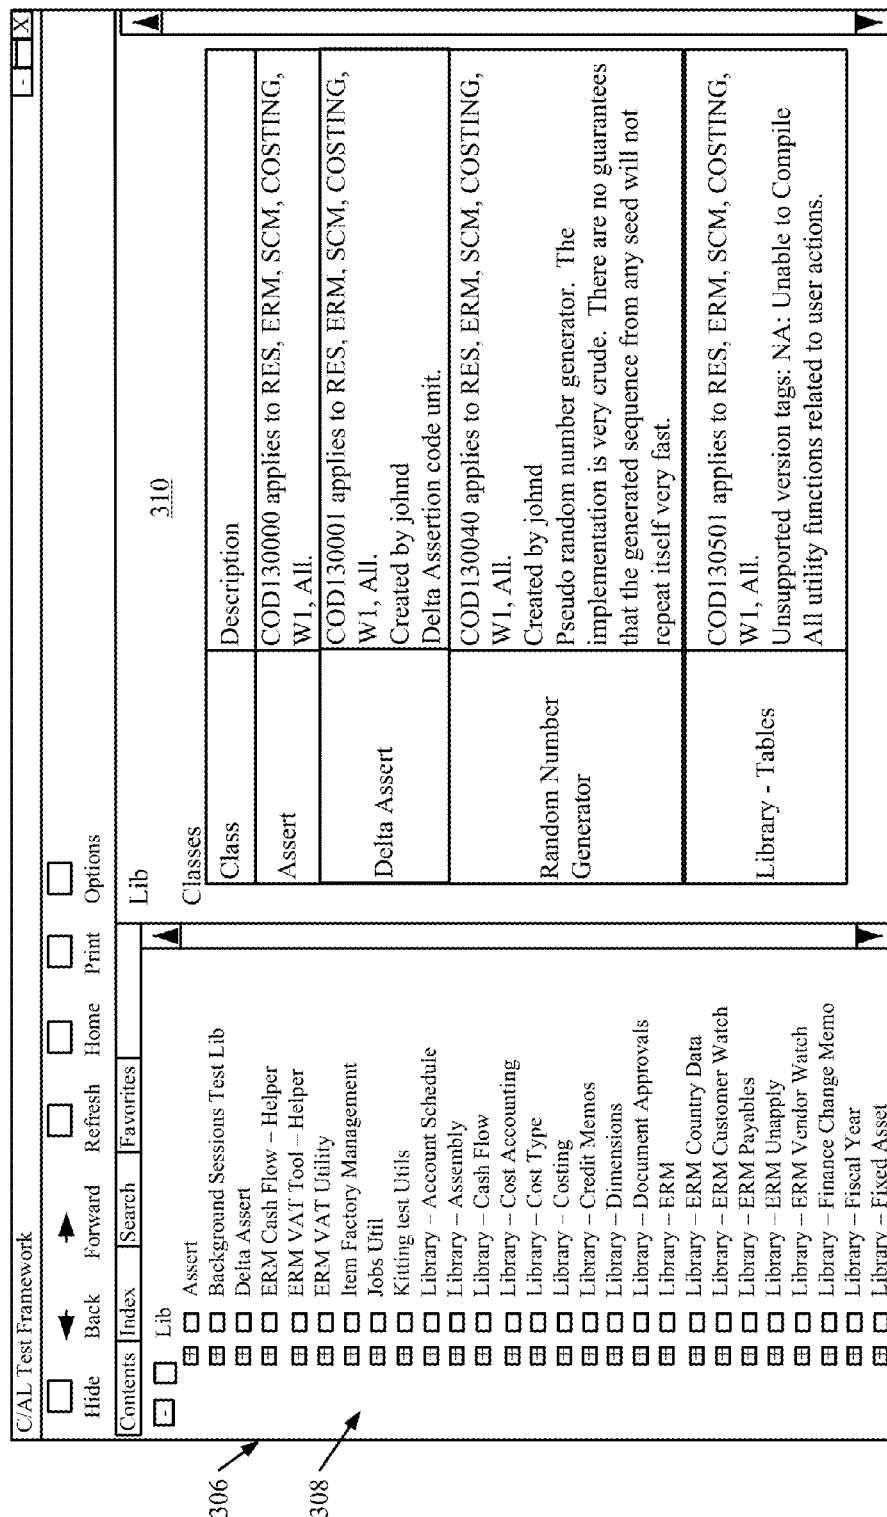 C/AL Test Framework
Hide Back Forward Refresh Home Print Options
Contents Index Search Favorites
Lib
Assert
Background Sessions Test Lib
Delta Assert
ERM Cash Flow – Helper
ERM VAT Tool – Helper
ERM VAT Utility
Item Factory Management
Jobs Util
Kitting test Utils
Library – Account Schedule
Library – Assembly
Library – Cash Flow
Library – Cost Accounting
Library – Cost Type
Library – Costing
Library – Credit Memos
Library – Dimensions
Library – Document Approvals
Library – ERM
Library – ERM Country Data
Library – ERM Customer Watch
Library – ERM Payables
Library – ERM Unapply
Library – ERM Vendor Watch
Library – Finance Change Memo
Library – Fiscal Year
Library – Fixed Asset
306
308
Lib
310
Classes
Class Description
Assert
COD130000 applies to RES, ERM, SCM, COSTING,
W1, All.
Delta Assert
COD130001 applies to RES, ERM, SCM, COSTING,
W1, All.
Created by johnd
Delta Assertion code unit.
Random Number
Generator
COD130040 applies to RES, ERM, SCM, COSTING,
W1, All.
Created by johnd
Pseudo random number generator. The
implementation is very crude. There are no guarantees
that the generated sequence from any seed will not
repeat itself very fast.
Library - Tables
COD130501 applies to RES, ERM, SCM, COSTING,
W1, All.
Unsupported version tags: NA: Unable to Compile
All utility functions related to user actions.